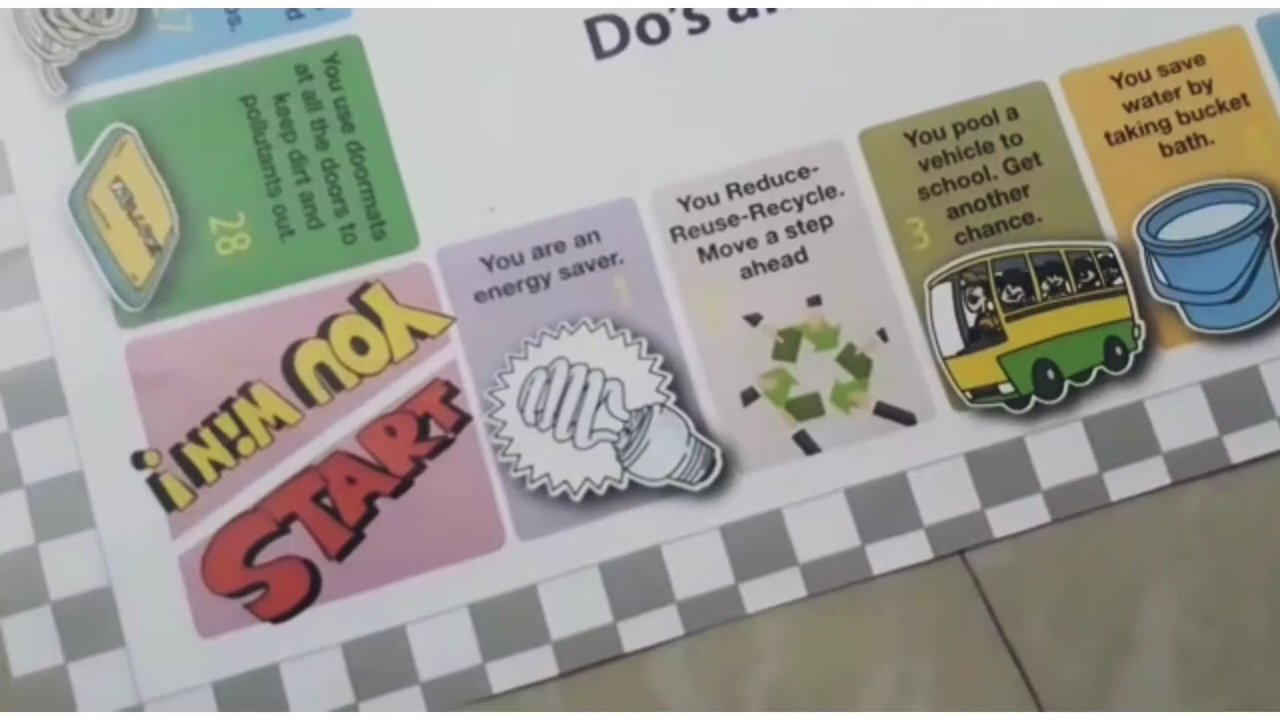 Do's a
27
You use doormats
at all the doors to
keep dirt and
pollutants out.
28
YOU WIN!
START
You are an
energy saver.
1
You Reduce-
Reuse-Recycle.
Move a step
ahead
You pool a
vehicle to
school. Get
another
chance.
3
You save
water by
taking bucket
bath.